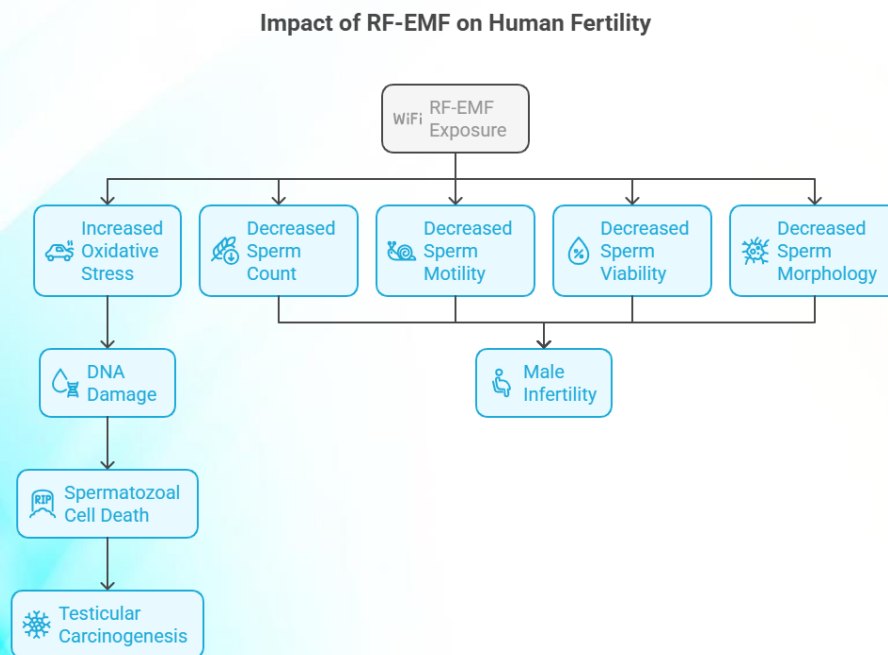 Impact of RF-EMF on Human Fertility
WiFi RF-EMF
Exposure
Increased
Oxidative
Stress
Decreased
Sperm
Count
Decreased
Sperm
Motility
Decreased
Sperm
Viability
Decreased
Sperm
Morphology
DNA
Damage
Male
Infertility
RIP
Spermatozoal
Cell Death
Testicular
Carcinogenesis